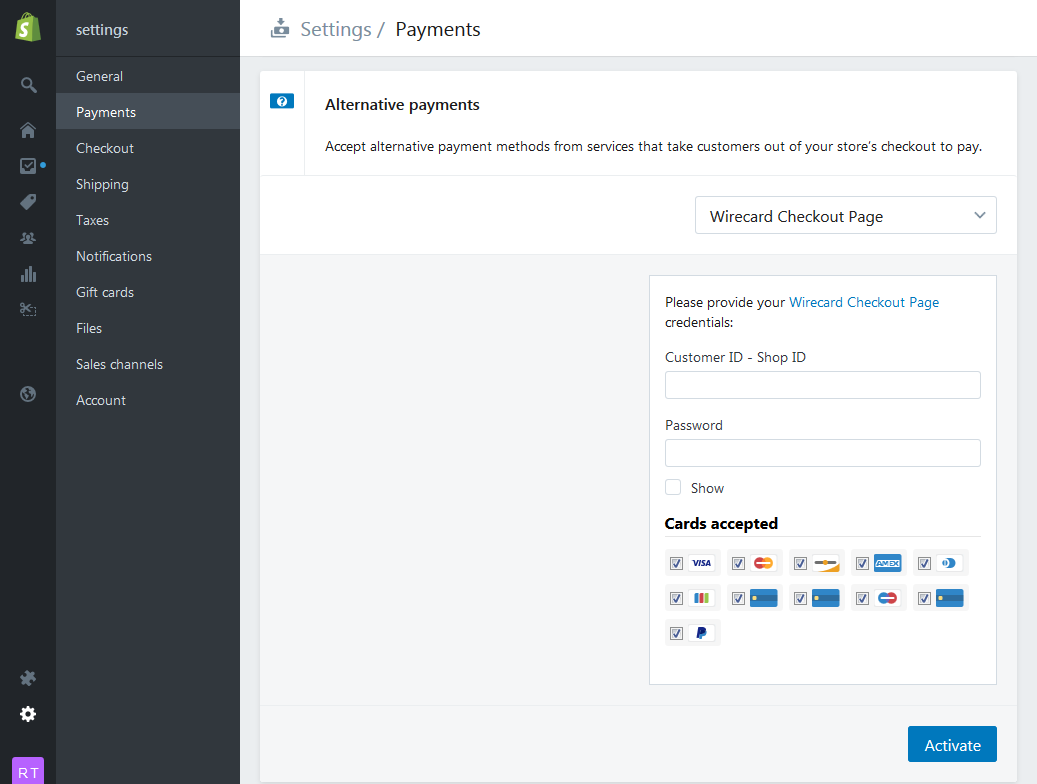 settings
Settings / Payments
General
Payments
Checkout
Shipping
Taxes
Notifications
Gift cards
Files
Sales channels
Account
RT
Alternative payments
Accept alternative payment methods from services that take customers out of your store's checkout to pay.
Wirecard Checkout Page
Please provide your Wirecard Checkout Page
credentials:
Customer ID - Shop ID
Password
Show
Cards accepted
VISA
AMEX
Activate